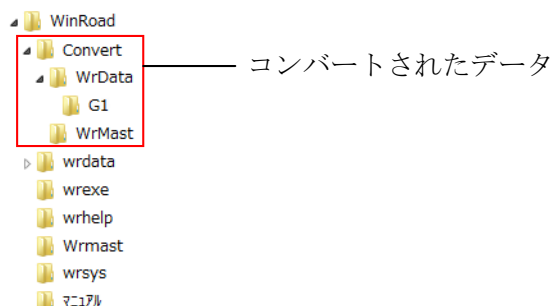 WinRoad
Convert
WrData
G1
WrMast
コンバートされたデータ
wrdata
wrexe
wrhelp
Wrmast
wrsys
ﾏﾆｭｱﾙ